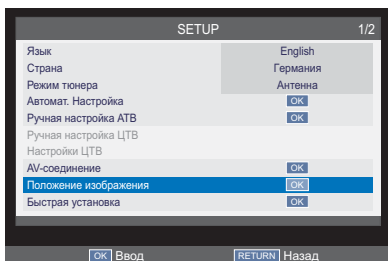 SETUP 1/2
Язык English
Страна Германия
Режим тюнера Антенна
Автомат. Настройка OK
Ручная настройка АТВ OK
Ручная настройка ЦТВ
Настройки ЦТВ
AV-соединение OK
Положение изображения OK
Быстрая установка OK
OK Ввод RETURN Назад